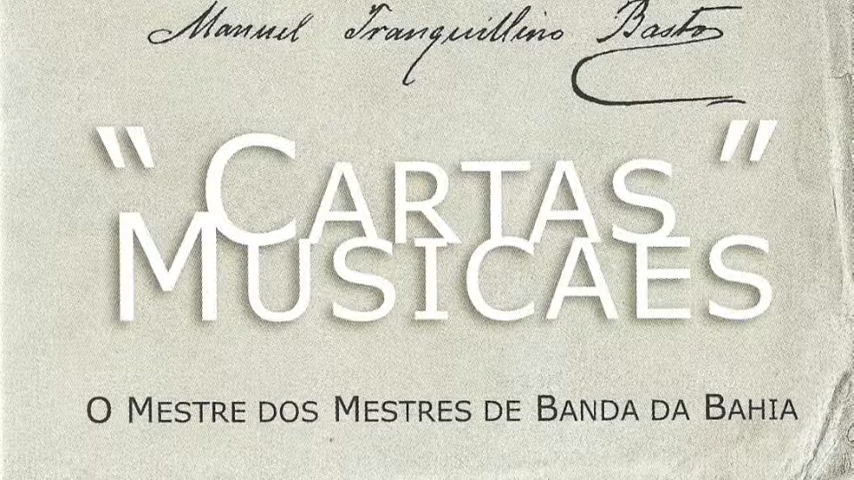 Manuel Tranquillino Bastos
“CARTAS”
MUSICAES
O MESTRE DOS MESTRES DE BANDA DA BAHIA